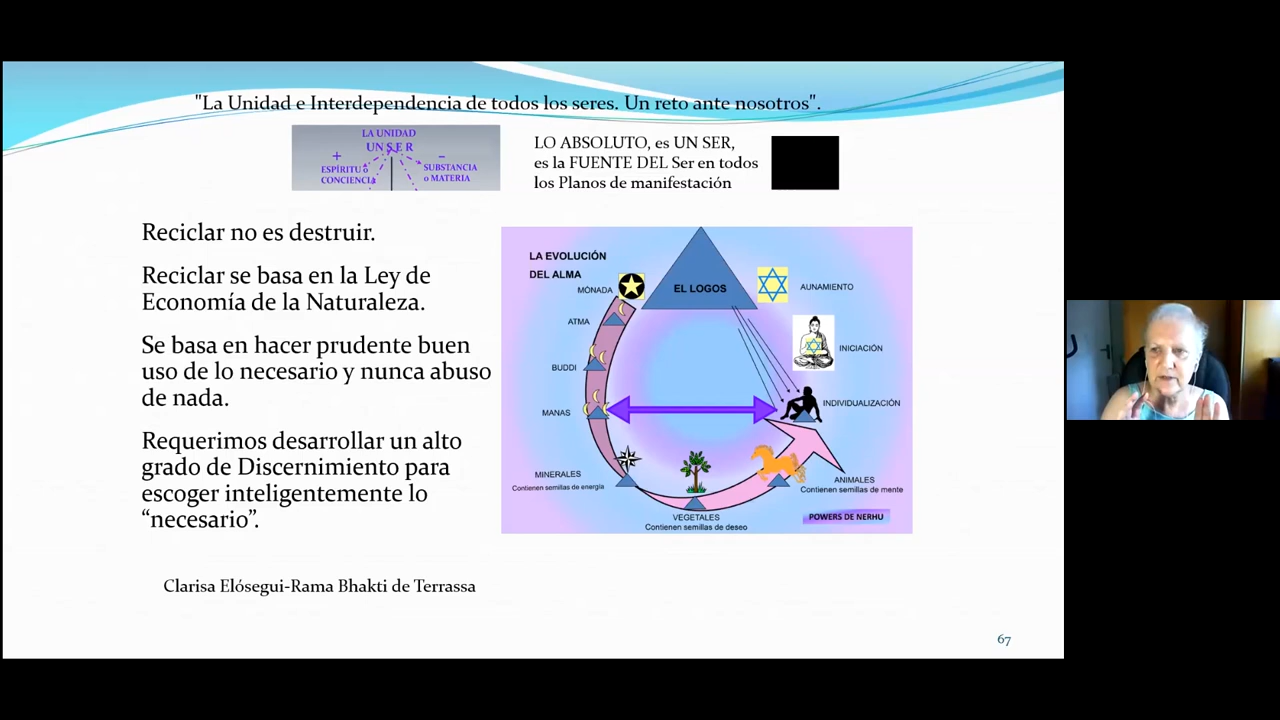 "La Unidad e Interdependencia de todos los seres. Un reto ante nosotros".
LA UNIDAD
UN SER
+
-
ESPÍRITU o
CONCIENCIA
SUBSTANCIA
o MATERIA
LO ABSOLUTO, es UN SER,
es la FUENTE DEL Ser en todos
los Planos de manifestación
Reciclar no es destruir.
Reciclar se basa en la Ley de
Economía de la Naturaleza.
Se basa en hacer prudente buen
uso de lo necesario y nunca abuso
de nada.
Requerimos desarrollar un alto
grado de Discernimiento para
escoger inteligentemente lo
“necesario”.
LA EVOLUCIÓN
DEL ALMA
MÓNADA
EL LOGOS
AUNAMIENTO
ATMA
INICIACIÓN
BUDDI
MANAS
INDIVIDUALIZACIÓN
MINERALES
Contienen semillas de energía
VEGETALES
Contienen semillas de deseo
ANIMALES
Contienen semillas de mente
POWERS DE NERHU
Clarisa Elósegui-Rama Bhakti de Terrassa
67